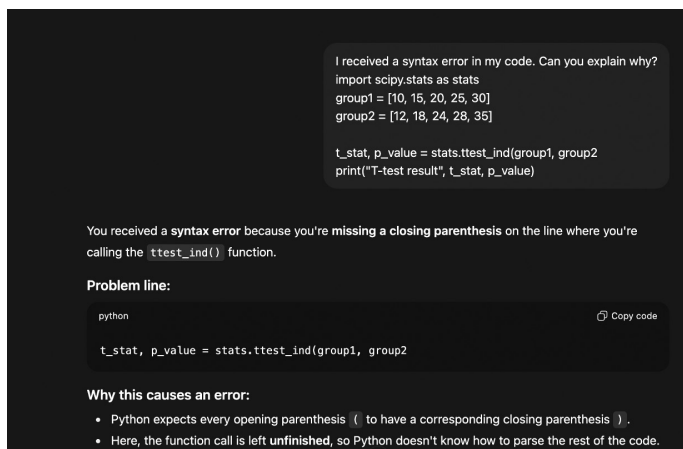 I received a syntax error in my code. Can you explain why?
import scipy.stats as stats
group1 = [10, 15, 20, 25, 30]
group2 = [12, 18, 24, 28, 35]
t_stat, p_value = stats.ttest_ind(group1, group2
print("T-test result", t_stat, p_value)
You received a syntax error because you're missing a closing parenthesis on the line where you're
calling the ttest_ind() function.
Problem line:
python
Copy code
t_stat, p_value = stats.ttest_ind(group1, group2
Why this causes an error:
• Python expects every opening parenthesis ( to have a corresponding closing parenthesis ) .
• Here, the function call is left unfinished, so Python doesn't know how to parse the rest of the code.